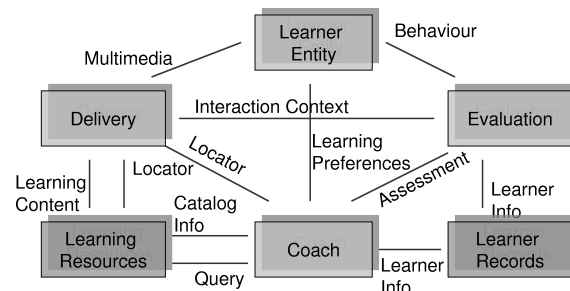 Learner
Entity
Behaviour
Multimedia
Delivery
Interaction Context
Evaluation
Locator
Learning
Preferences
Assessment
Locator
Learning
Content
Learner
Info
Catalog
Info
Learning
Resources
Query
Coach
Learner
Info
Learner
Records